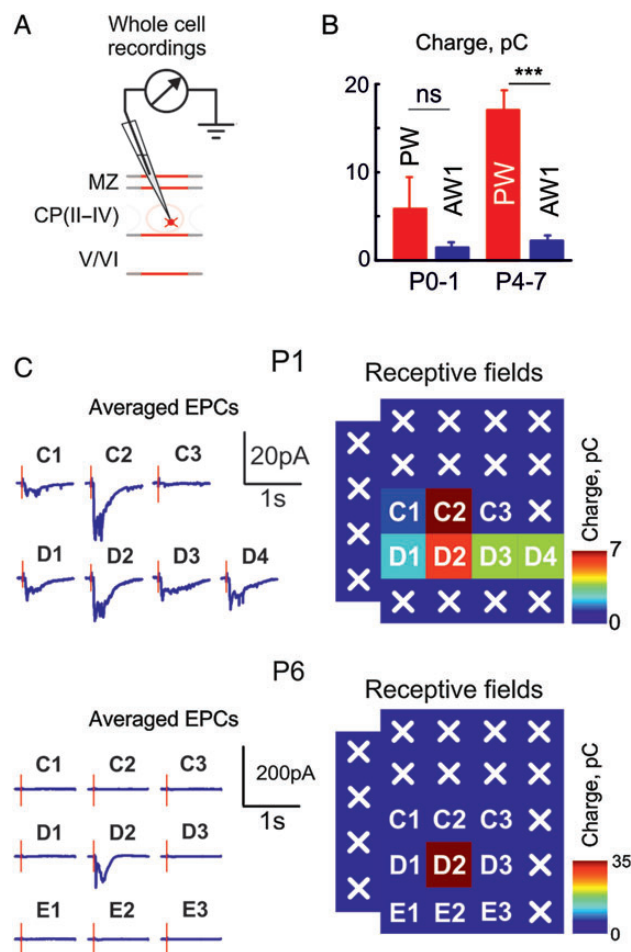 A
Whole cell
recordings
MZ
CP(II–IV)
V/VI
B
Charge, pC
20
10
0
ns
***
PW
AW1
PW
AW1
P0-1
P4-7
C
P1
Averaged EPCs
C1 C2 C3
20pA
1s
D1 D2 D3 D4
Receptive fields
C1 C2 C3
D1 D2 D3 D4
Charge, pC
7
0
P6
Averaged EPCs
C1 C2 C3
200pA
1s
D1 D2 D3
E1 E2 E3
Receptive fields
C1 C2 C3
D1 D2 D3
E1 E2 E3
Charge, pC
35
0